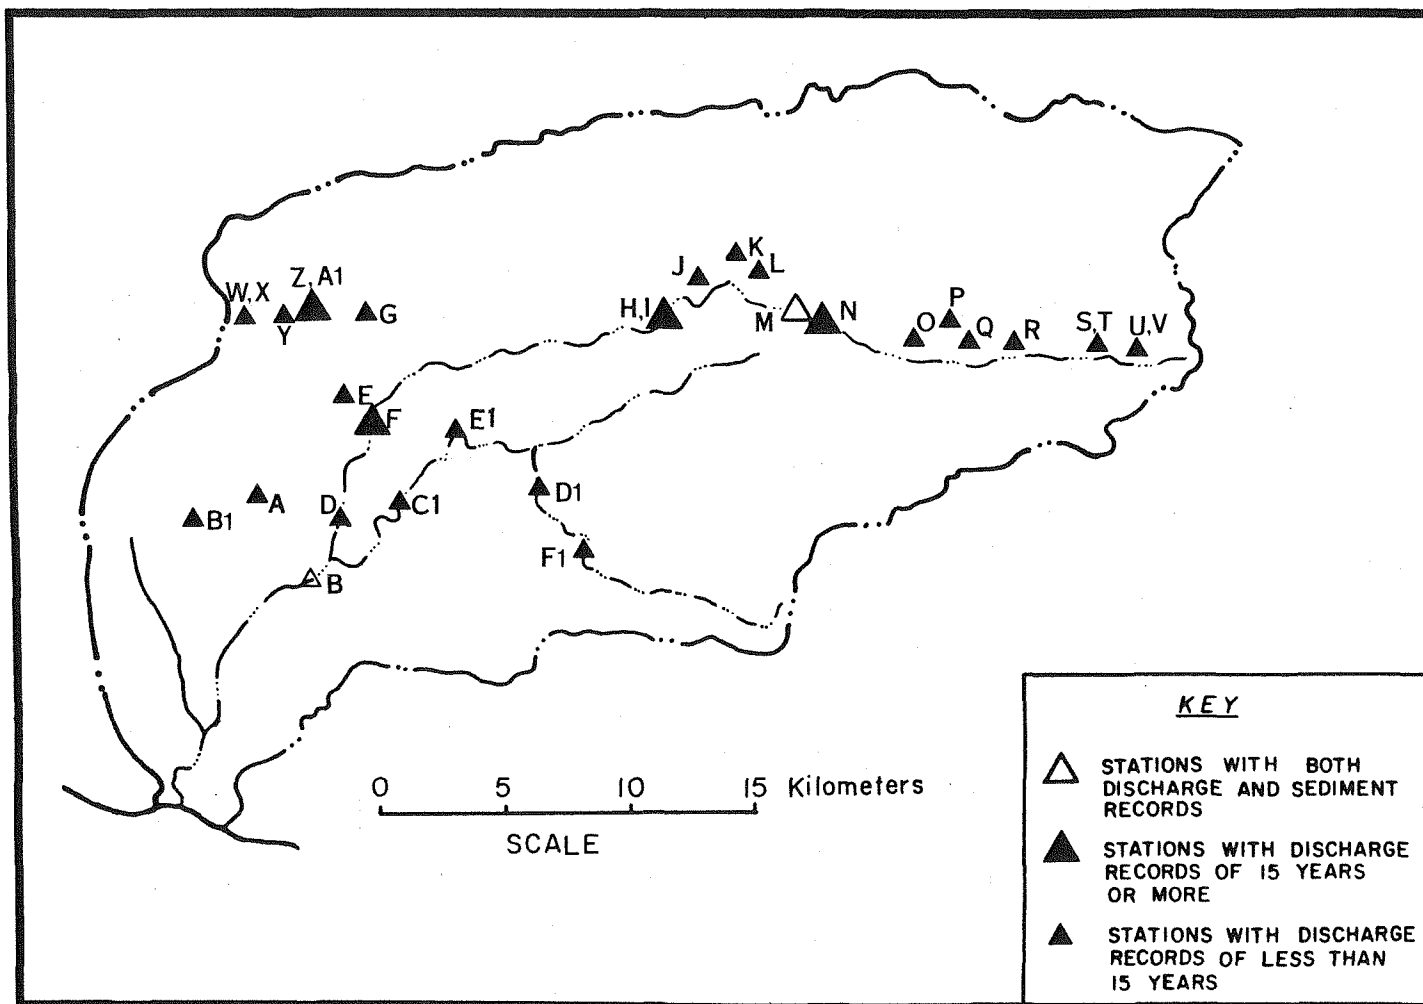 K
J
L
Z, A1
W, X
Y
G
H, I
M
N
P
O
Q
R
S, T
U, V
E
F
E1
A
B1
D
C1
D1
F1
B
0 5 10 15 Kilometers
SCALE
KEY
STATIONS WITH BOTH
DISCHARGE AND SEDIMENT
RECORDS
STATIONS WITH DISCHARGE
RECORDS OF 15 YEARS
OR MORE
STATIONS WITH DISCHARGE
RECORDS OF LESS THAN
15 YEARS